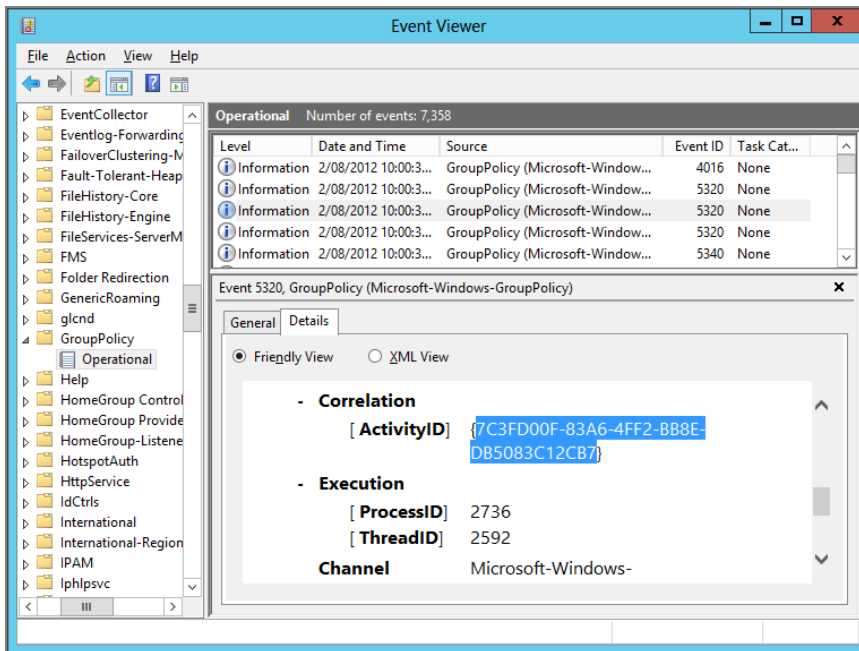 Event Viewer
File Action View Help
EventCollector
Eventlog-Forwarding
FailoverClustering-M
Fault-Tolerant-Heap
FileHistory-Core
FileHistory-Engine
FileServices-ServerM
FMS
Folder Redirection
GenericRoaming
glcnd
GroupPolicy
Operational
Help
HomeGroup Control
HomeGroup Provide
HomeGroup-Listene
HotspotAuth
HttpService
IdCtrls
International
International-Region
IPAM
Iphlpsvc
Operational Number of events: 7,358
Level Date and Time Source Event ID Task Cat...
Information 2/08/2012 10:00:3... GroupPolicy (Microsoft-Window... 4016 None
Information 2/08/2012 10:00:3... GroupPolicy (Microsoft-Window... 5320 None
Information 2/08/2012 10:00:3... GroupPolicy (Microsoft-Window... 5320 None
Information 2/08/2012 10:00:3... GroupPolicy (Microsoft-Window... 5320 None
Information 2/08/2012 10:00:3... GroupPolicy (Microsoft-Window... 5340 None
Event 5320, GroupPolicy (Microsoft-Windows-GroupPolicy)
General Details
Friendly View XML View
- Correlation
[ ActivityID] {7C3FD00F-83A6-4FF2-BB8E-
DB5083C12CB7}
- Execution
[ ProcessID] 2736
[ ThreadID] 2592
Channel Microsoft-Windows-